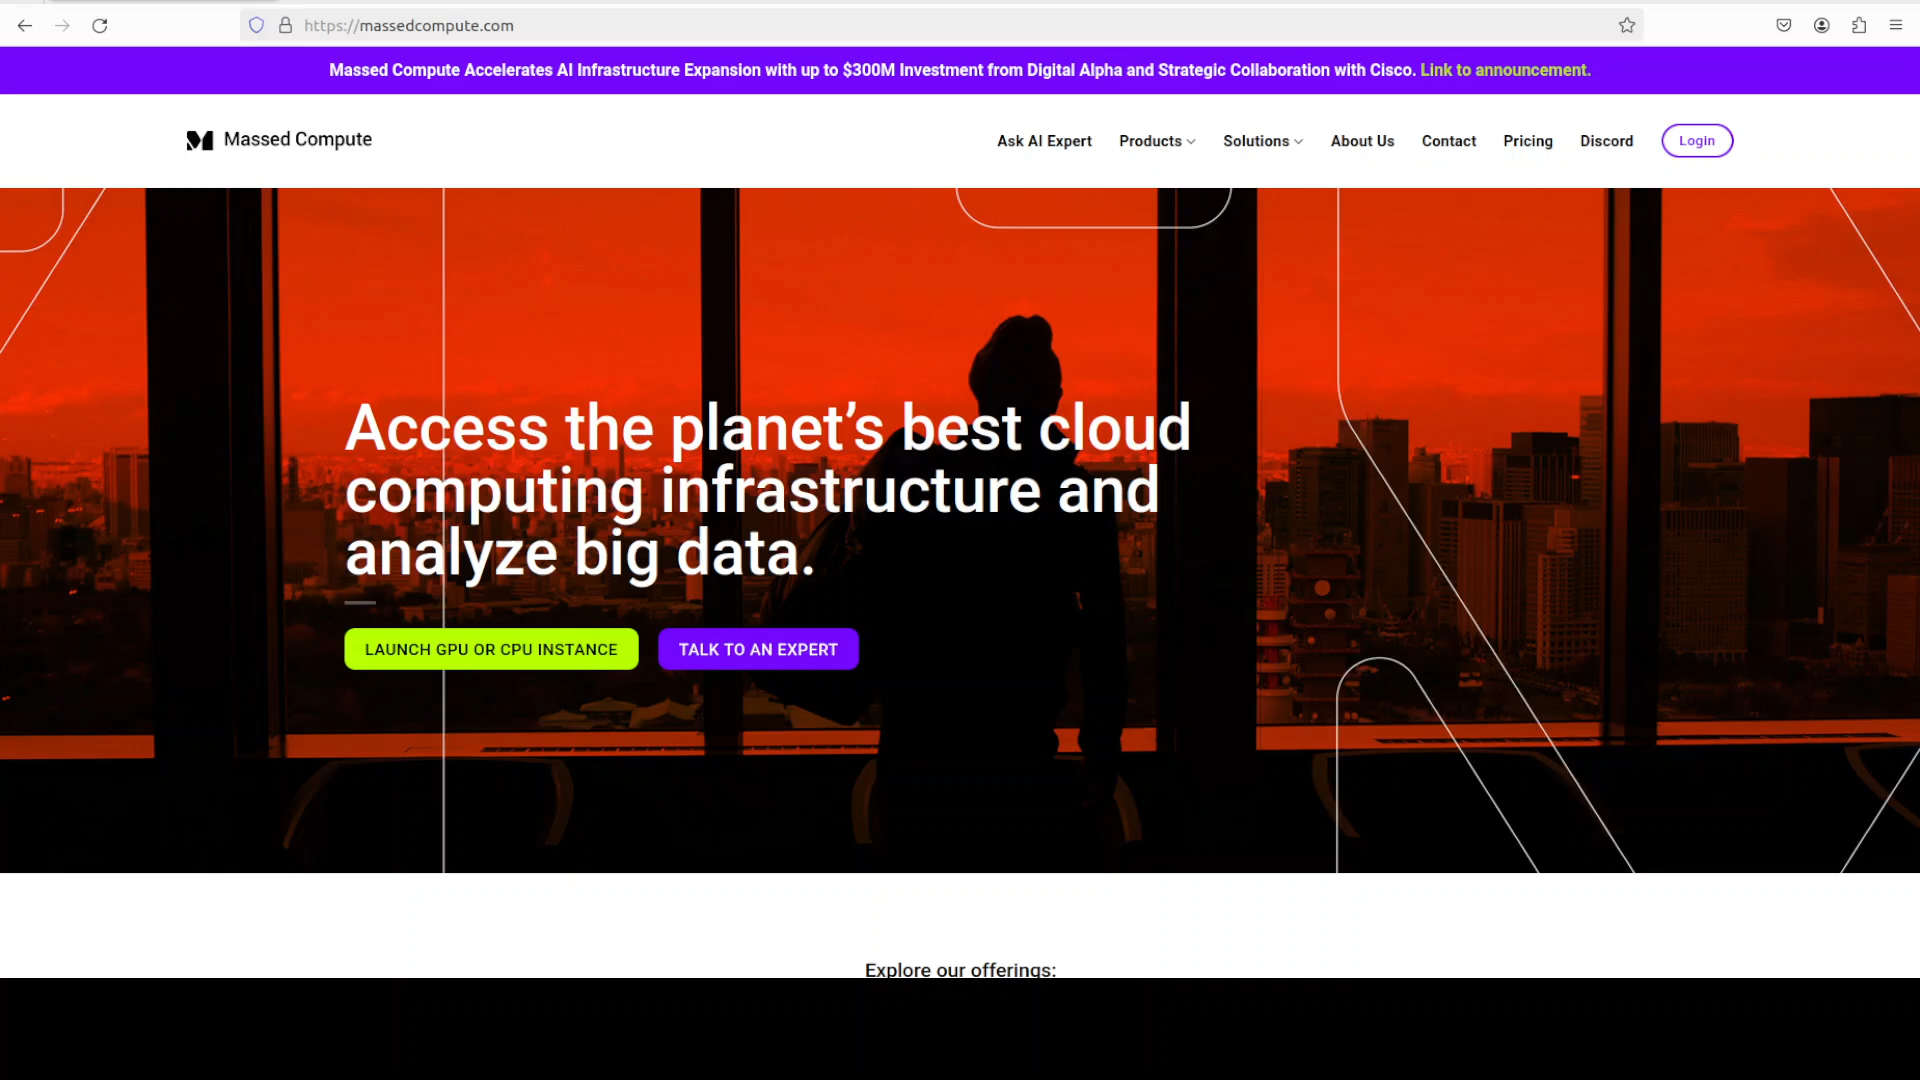 https://massedcompute.com
Massed Compute Accelerates AI Infrastructure Expansion with up to $300M Investment from Digital Alpha and Strategic Collaboration with Cisco. Link to announcement.
Massed Compute
Ask AI Expert Products Solutions About Us Contact Pricing Discord Login
Access the planet’s best cloud
computing infrastructure and
analyze big data.
LAUNCH GPU OR CPU INSTANCE TALK TO AN EXPERT
Explore our offerings: